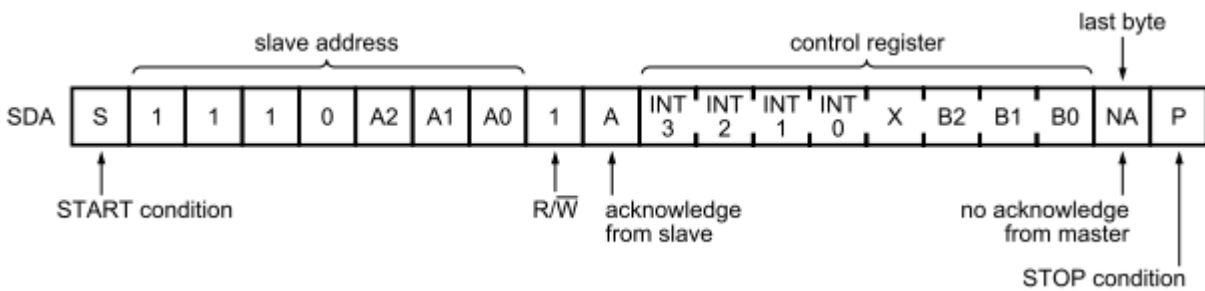 last byte
slave address
control register
SDA S 1 1 1 0 A2 A1 A0 1 A INT 3 INT 2 INT 1 INT 0 X B2 B1 B0 NA P
START condition
R/W̅
acknowledge
from slave
no acknowledge
from master
STOP condition